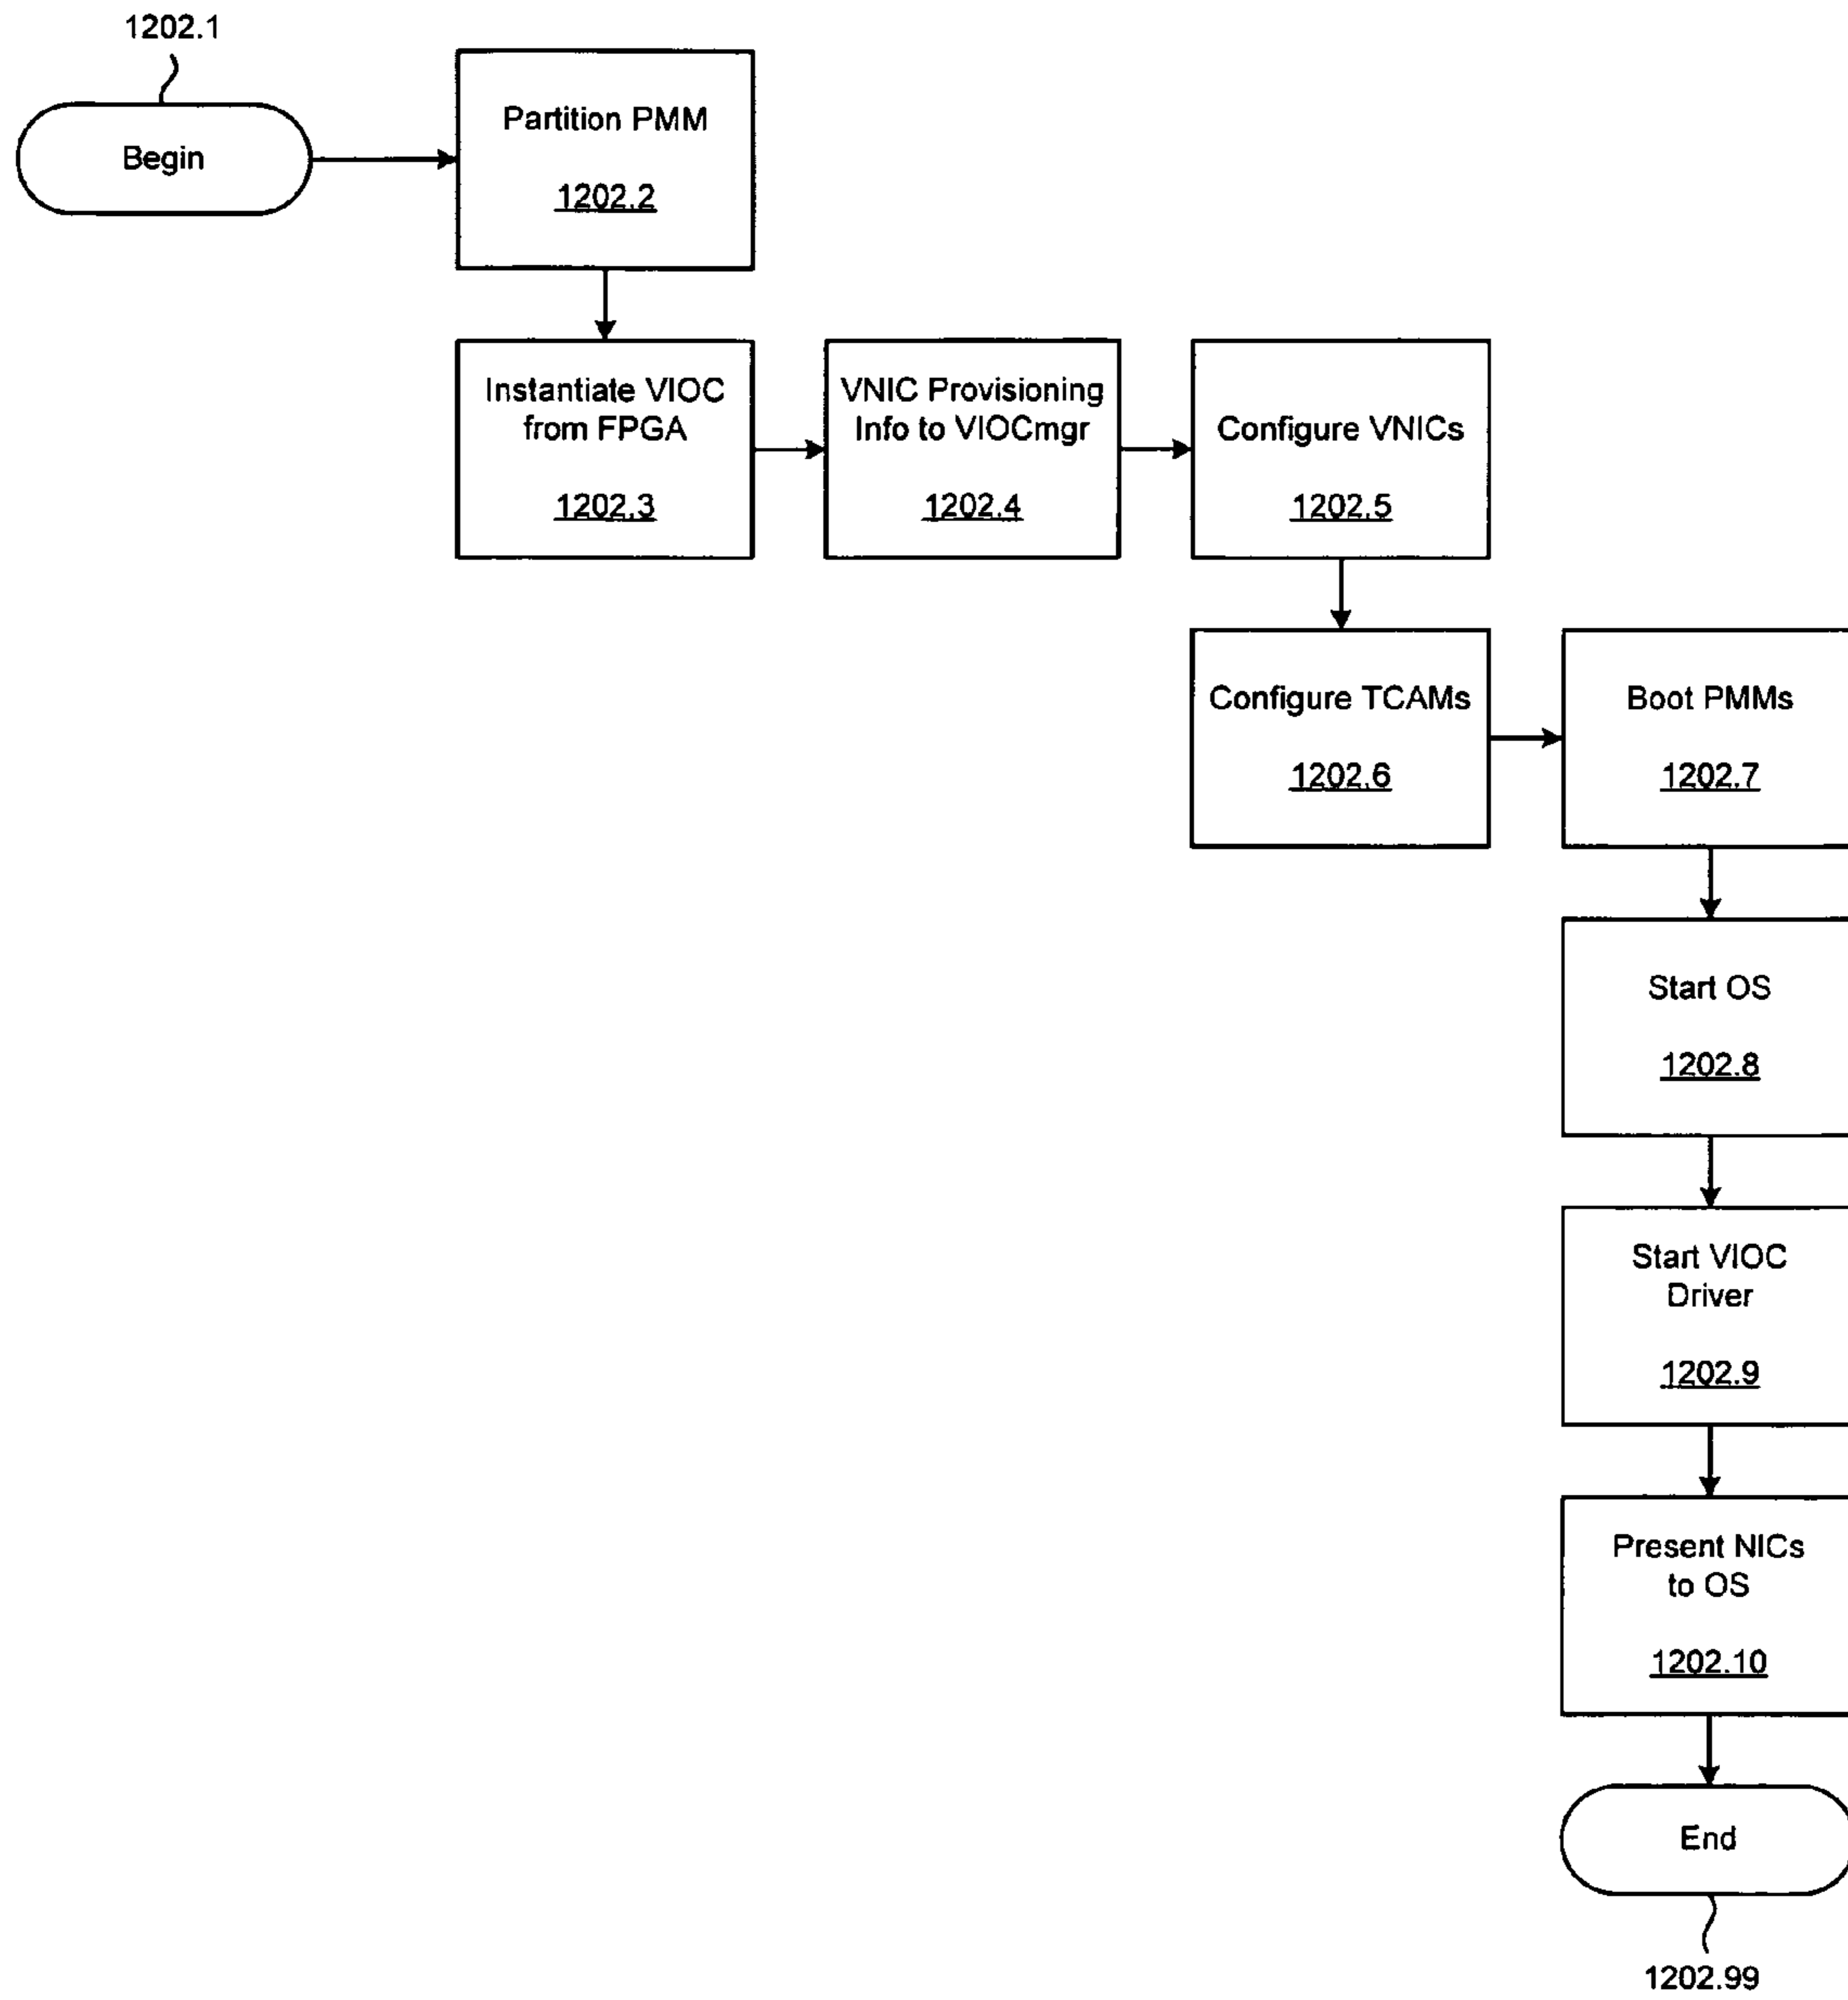 1202.1
Begin
Partition PMM
1202.2
Instantiate VIOC
from FPGA
1202.3
VNIC Provisioning
Info to VIOCmgr
1202.4
Configure VNICs
1202.5
Configure TCAMs
1202.6
Boot PMMs
1202.7
Start OS
1202.8
Start VIOC
Driver
1202.9
Present NICs
to OS
1202.10
End
1202.99